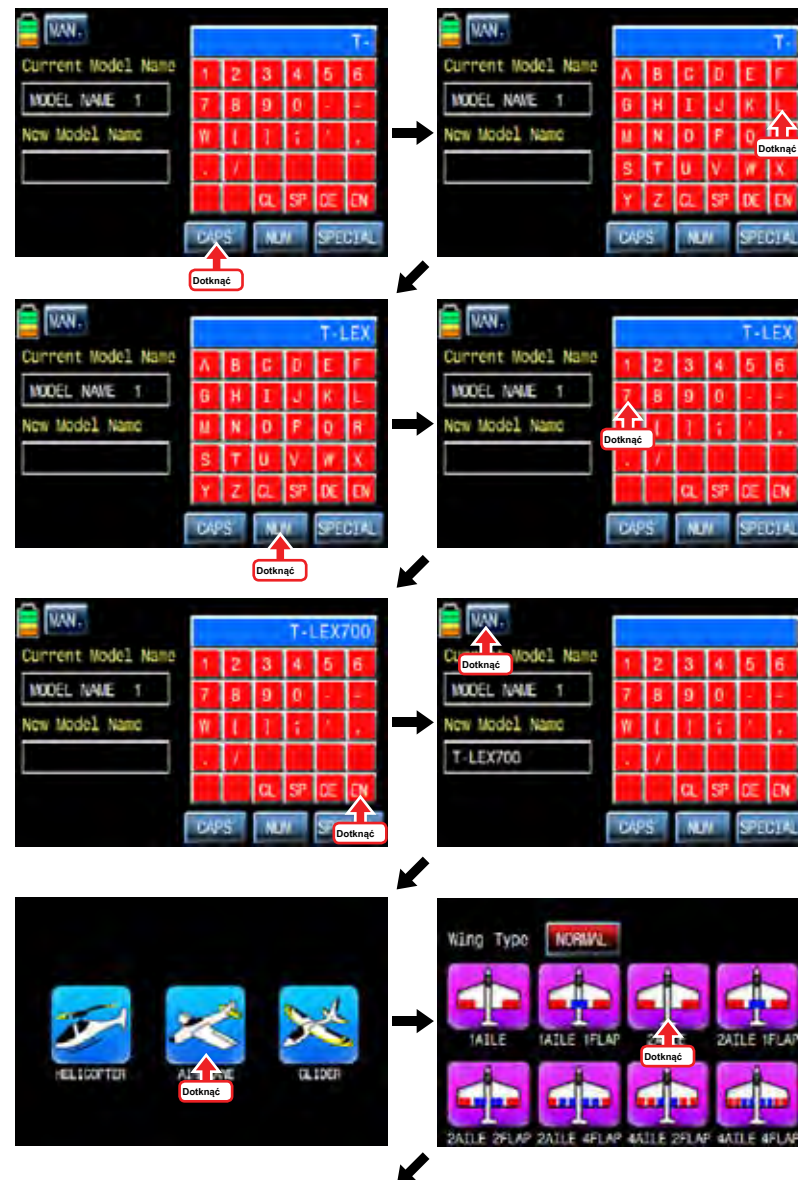 MAN.
T-
Current Model Name
1 2 3 4 5 6
MODEL NAME 1
7 8 9 0
New Model Name
CL SP DE EN
CAPS NUM SPECIAL
Dotknąć
MAN.
T-
Current Model Name
A B C D E F
MODEL NAME 1
G H I J K L
New Model Name
M N O P Q
Dotknąć
S T U V W X
Y Z CL SP DE EN
CAPS NUM SPECIAL
MAN.
T-LEX
Current Model Name
A B C D E F
MODEL NAME 1
G H I J K L
New Model Name
M N O P Q R
S T U V W X
Y Z CL SP DE EN
CAPS NUM SPECIAL
Dotknąć
MAN.
T-LEX
Current Model Name
1 2 3 4 5 6
MODEL NAME 1
7 8 9 0
New Model Name
Dotknąć
CL SP DE EN
CAPS NUM SPECIAL
MAN.
T-LEX700
Current Model Name
1 2 3 4 5 6
MODEL NAME 1
7 8 9 0
New Model Name
CL SP DE EN
CAPS NUM
Dotknąć
MAN.
Dotknąć
Model Name
1 2 3 4 5 6
MODEL NAME 1
7 8 9 0
New Model Name
T-LEX700
CL SP DE EN
CAPS NUM SPECIAL
HELICOPTER
GLIDER
Dotknąć
Wing Type NORMAL
1AILE 1AILE 1FLAP 2AILE 1FLAP
Dotknąć
2AILE 2FLAP 2AILE 4FLAP 4AILE 2FLAP 4AILE 4FLAP